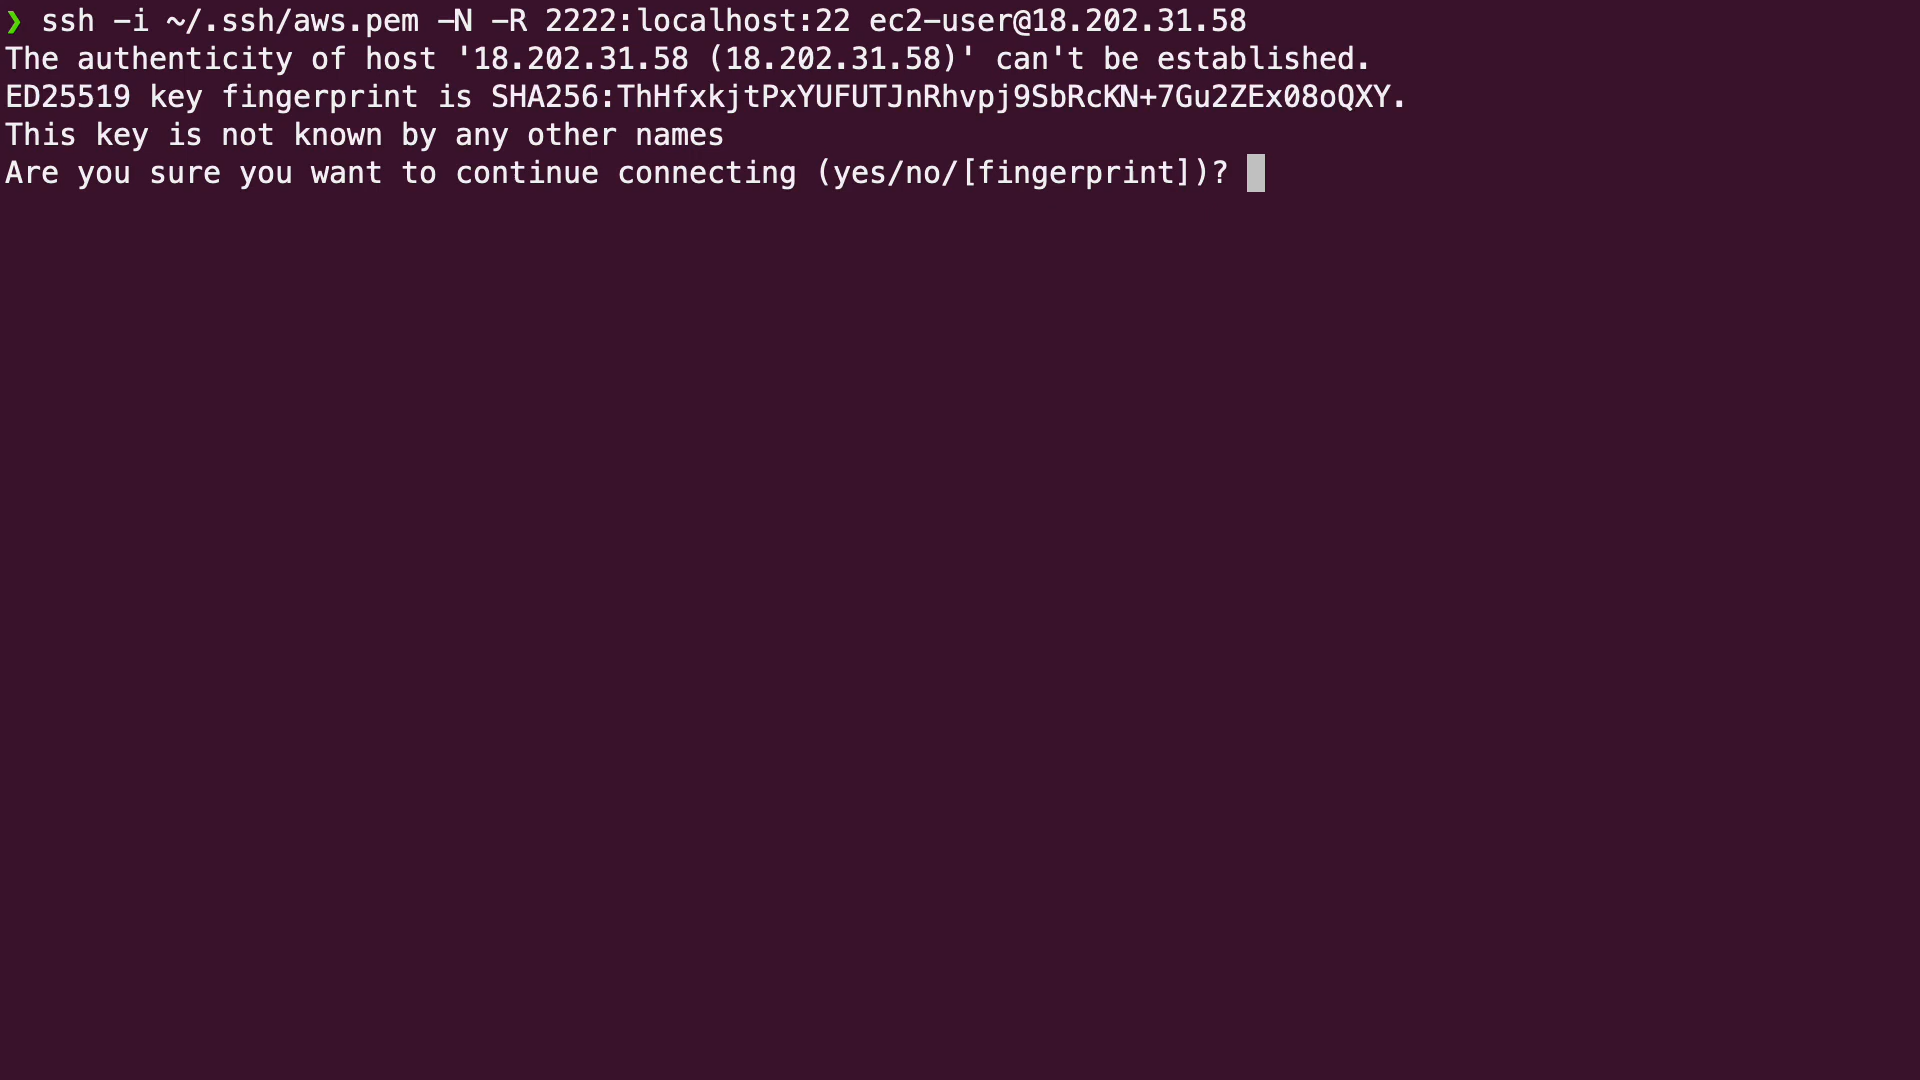 ❯ ssh -i ~/.ssh/aws.pem -N -R 2222:localhost:22 ec2-user@18.202.31.58
The authenticity of host '18.202.31.58 (18.202.31.58)' can't be established.
ED25519 key fingerprint is SHA256:ThHfxkjtPxYUFUTJnRhvpj9SbRcKN+7Gu2ZEx08oQXY.
This key is not known by any other names
Are you sure you want to continue connecting (yes/no/[fingerprint])?